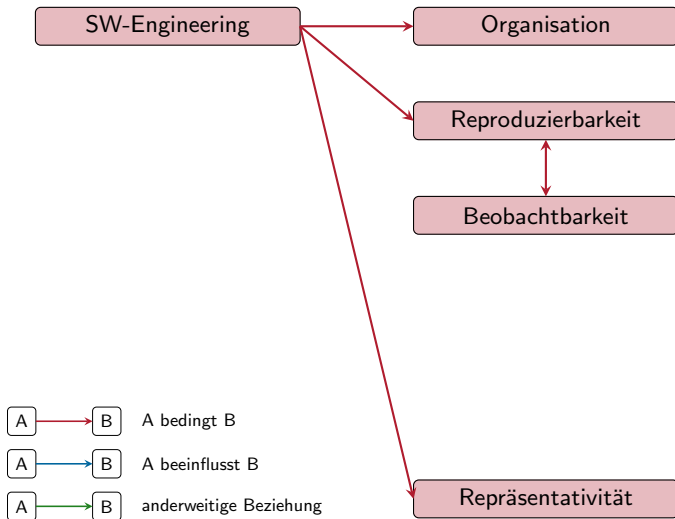 SW-Engineering
Organisation
Reproduzierbarkeit
Beobachtbarkeit
A B A bedingt B
A B A beeinflusst B
A B anderweitige Beziehung
Repräsentativität